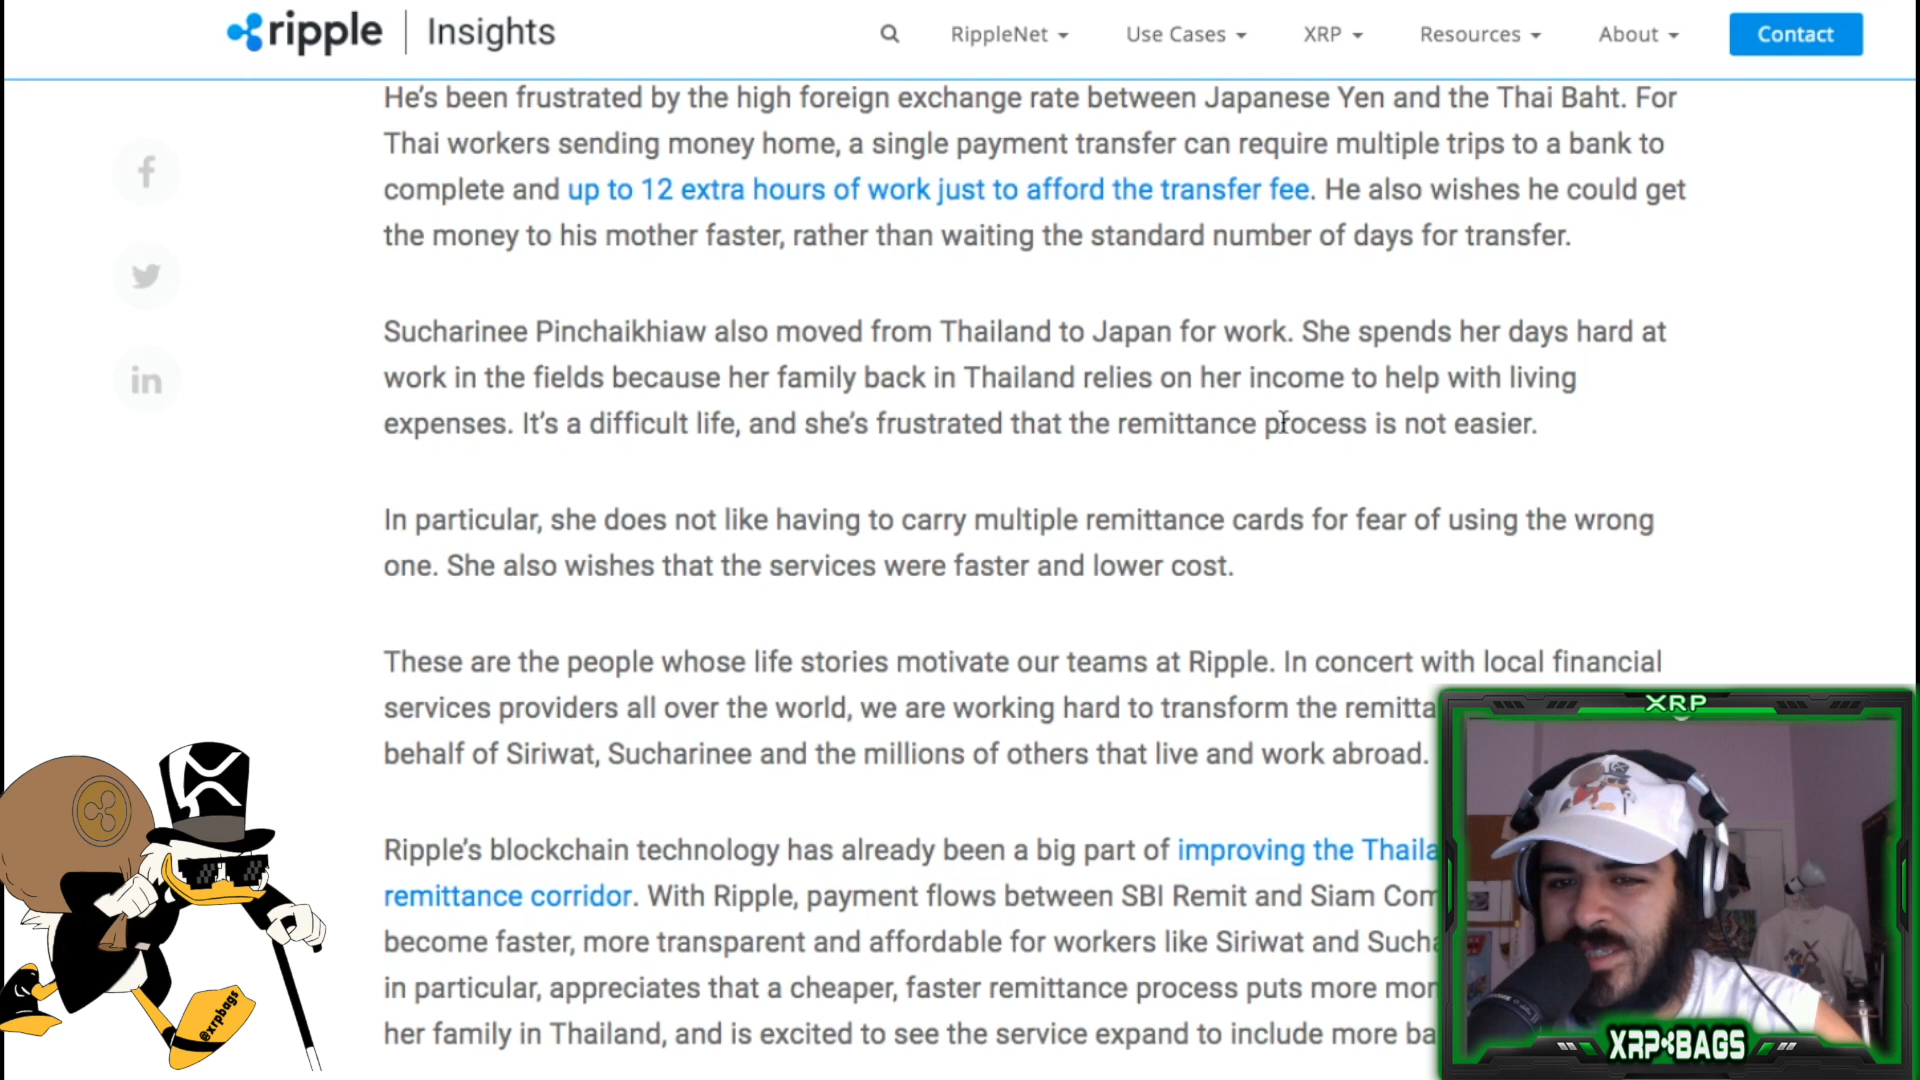 ripple | Insights
RippleNet
Use Cases
XRP
Resources
About
Contact
He's been frustrated by the high foreign exchange rate between Japanese Yen and the Thai Baht. For
Thai workers sending money home, a single payment transfer can require multiple trips to a bank to
complete and up to 12 extra hours of work just to afford the transfer fee. He also wishes he could get
the money to his mother faster, rather than waiting the standard number of days for transfer.
Sucharinee Pinchaikhiaw also moved from Thailand to Japan for work. She spends her days hard at
work in the fields because her family back in Thailand relies on her income to help with living
expenses. It's a difficult life, and she's frustrated that the remittance process is not easier.
In particular, she does not like having to carry multiple remittance cards for fear of using the wrong
one. She also wishes that the services were faster and lower cost.
These are the people whose life stories motivate our teams at Ripple. In concert with local financial
services providers all over the world, we are working hard to transform the remitta
behalf of Siriwat, Sucharinee and the millions of others that live and work abroad.
Ripple's blockchain technology has already been a big part of improving the Thaila
remittance corridor. With Ripple, payment flows between SBI Remit and Siam Com
become faster, more transparent and affordable for workers like Siriwat and Sucha
in particular, appreciates that a cheaper, faster remittance process puts more mon
her family in Thailand, and is excited to see the service expand to include more ba
f
in
@xrpbags
XRP
XRP BAGS